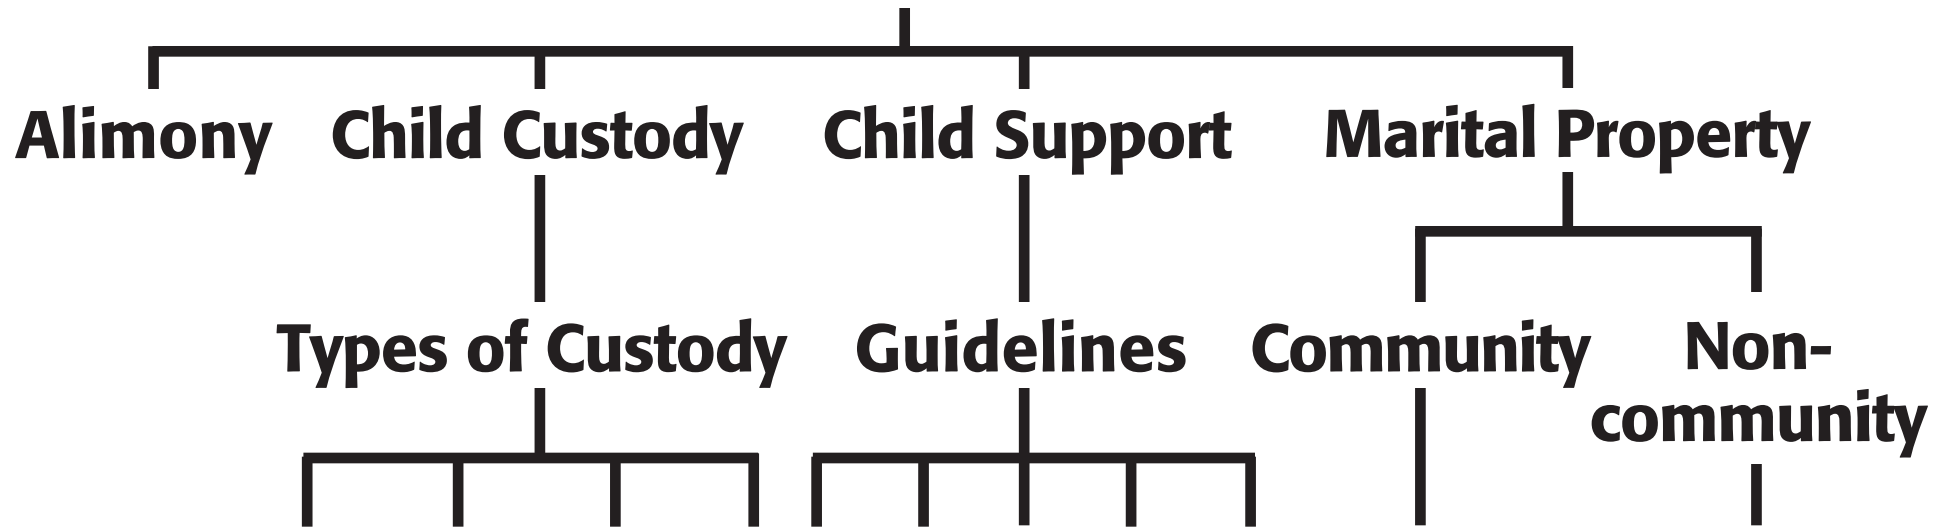 Alimony Child Custody Child Support Marital Property
Types of Custody Guidelines Community Non-
community